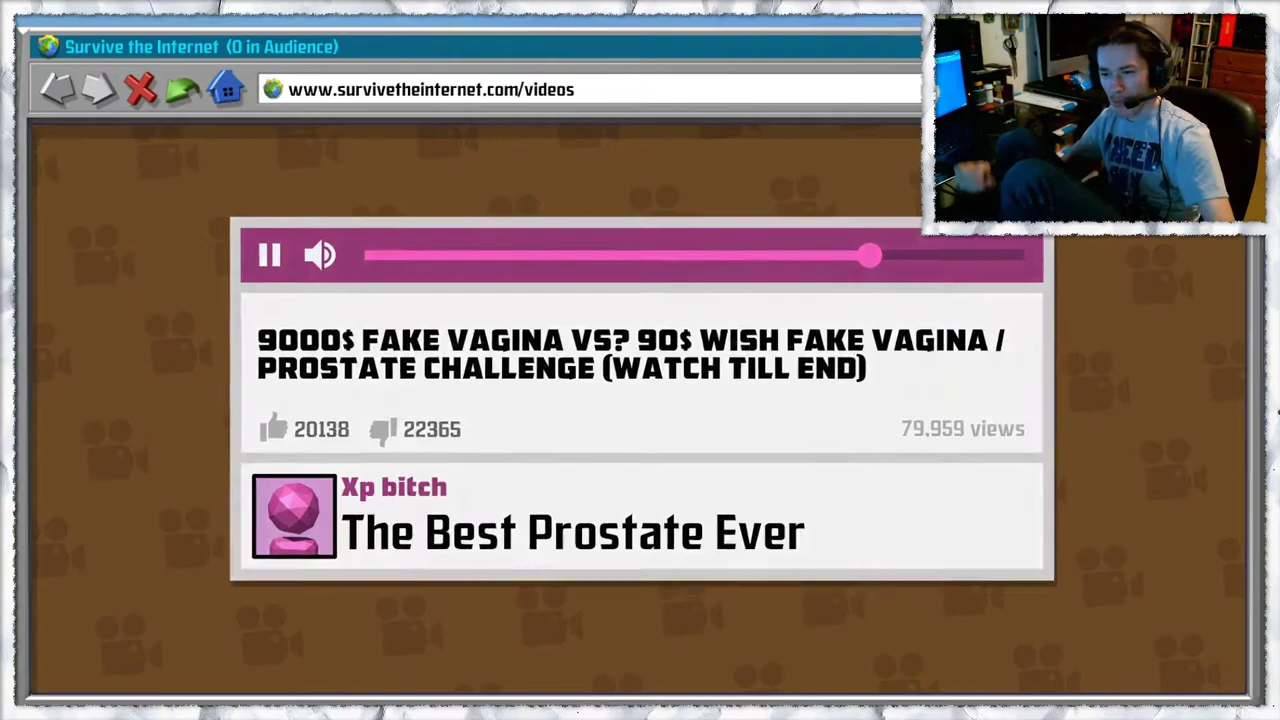 Survive the Internet (0 in Audience)
www.survivetheinternet.com/videos
9000$ FAKE VAGINA VS? 90$ WISH FAKE VAGINA /
PROSTATE CHALLENGE (WATCH TILL END)
20138 22365 79,959 views
Xp bitch
The Best Prostate Ever
I NEED